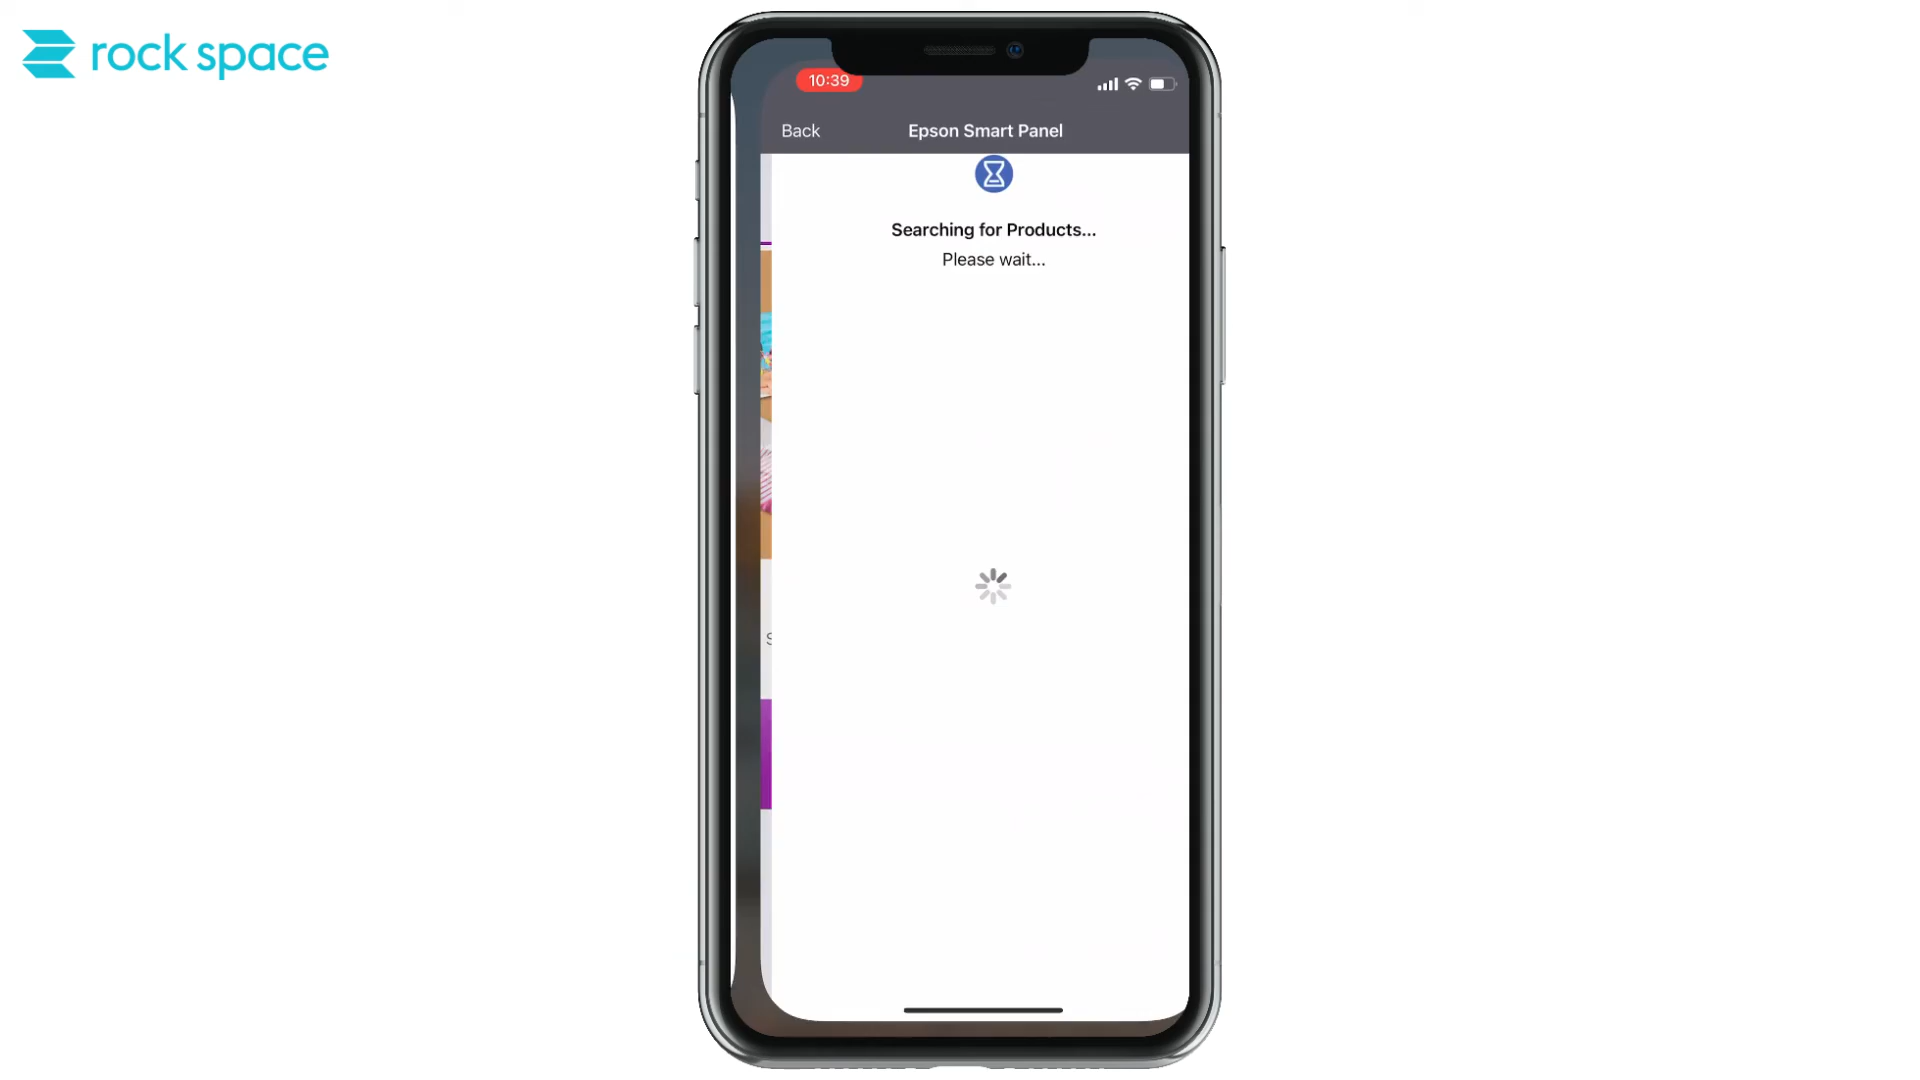 rock space
10:39
Back
Epson Smart Panel
Searching for Products...
Please wait...
S